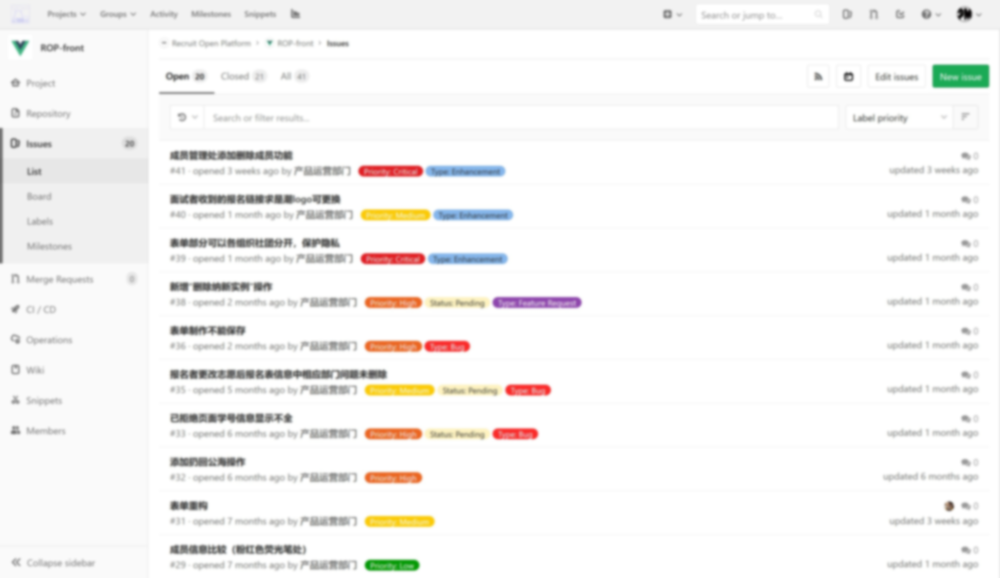 Projects Groups Activity Milestones Snippets Search or jump to...
ROP-front
Project
Repository
Issues 20
List
Board
Labels
Milestones
Merge Requests 0
CI / CD
Operations
Wiki
Snippets
Members
Collapse sidebar
Recruit Open Platform › ROP-front › Issues
Open 20 Closed 21 All 41 Edit issues New issue
Search or filter results... Label priority
成员管理处添加删除成员功能 0
#41 · opened 3 weeks ago by 产品运营部门 Priority: Critical Type: Enhancement updated 3 weeks ago
面试者收到的报名链接求是潮logo可更换 0
#40 · opened 1 month ago by 产品运营部门 Priority: Medium Type: Enhancement updated 1 month ago
表单部分可以各组织社团分开，保护隐私 0
#39 · opened 1 month ago by 产品运营部门 Priority: Critical Type: Enhancement updated 1 month ago
新增"删除纳新实例"操作 0
#38 · opened 2 months ago by 产品运营部门 Priority: High Status: Pending Type: Feature Request updated 1 month ago
表单制作不能保存 0
#36 · opened 2 months ago by 产品运营部门 Priority: High Type: Bug updated 1 month ago
报名者更改志愿后报名表信息中相应部门问题未删除 0
#35 · opened 5 months ago by 产品运营部门 Priority: Medium Status: Pending Type: Bug updated 1 month ago
已拒绝页面学号信息显示不全 0
#33 · opened 6 months ago by 产品运营部门 Priority: High Status: Pending Type: Bug updated 1 month ago
添加扔回公海操作 0
#32 · opened 6 months ago by 产品运营部门 Priority: High updated 6 months ago
表单重构 0
#31 · opened 7 months ago by 产品运营部门 Priority: Medium updated 3 weeks ago
成员信息比较（粉红色荧光笔处） 0
#29 · opened 7 months ago by 产品运营部门 Priority: Low updated 1 month ago